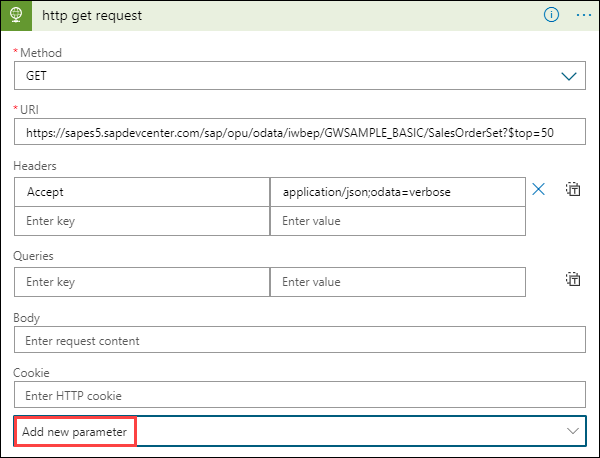 http get request
* Method
GET
* URI
https://sapes5.sapdevcenter.com/sap/opu/odata/iwbep/GWSAMPLE_BASIC/SalesOrderSet?$top=50
Headers
Accept application/json;odata=verbose
Enter key Enter value
Queries
Enter key Enter value
Body
Enter request content
Cookie
Enter HTTP cookie
Add new parameter